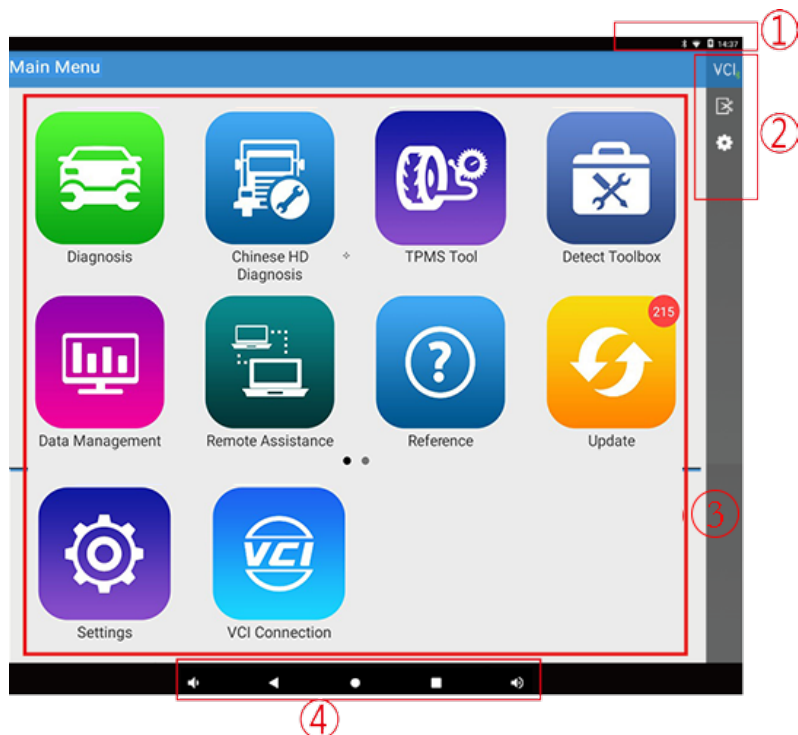 ①
14:37
Main Menu
VCI
②
Diagnosis
Chinese HD
Diagnosis
TPMS Tool
Detect Toolbox
215
Data Management
Remote Assistance
?
Reference
Update
③
VCI
Settings
VCI Connection
④